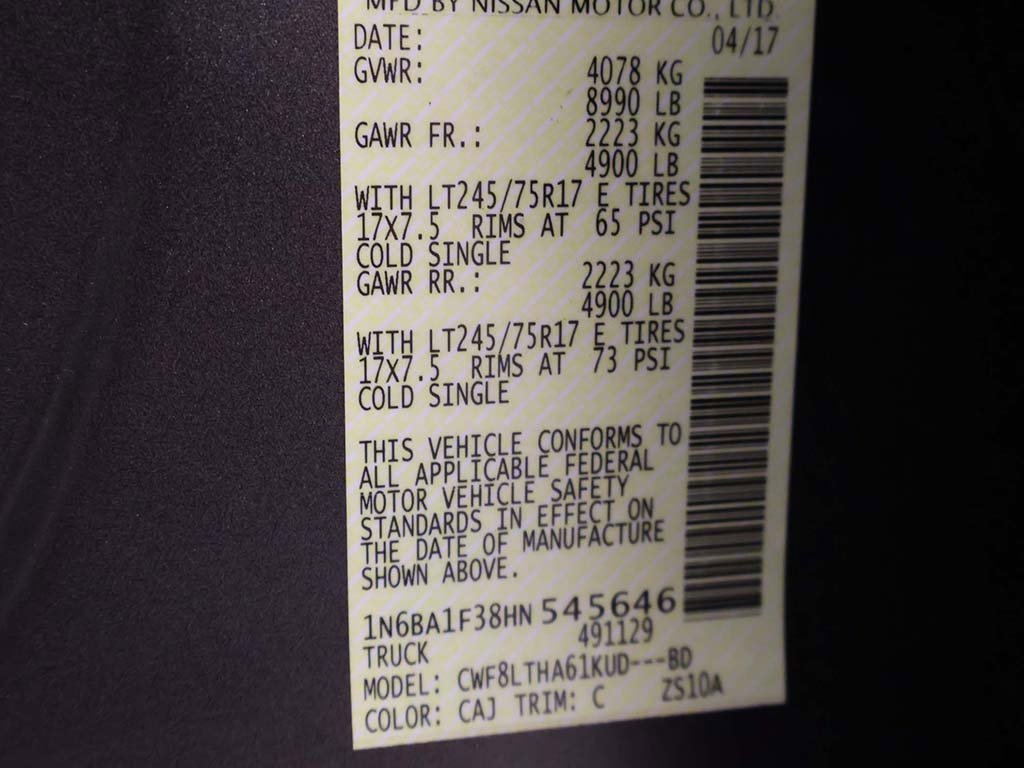 MFD BY NISSAN MOTOR CO., LTD.
DATE: 04/17
GVWR: 4078 KG
8990 LB
GAWR FR.: 2223 KG
4900 LB
WITH LT245/75R17 E TIRES
17X7.5 RIMS AT 65 PSI
COLD SINGLE
GAWR RR.: 2223 KG
4900 LB
WITH LT245/75R17 E TIRES
17X7.5 RIMS AT 73 PSI
COLD SINGLE
THIS VEHICLE CONFORMS TO
ALL APPLICABLE FEDERAL
MOTOR VEHICLE SAFETY
STANDARDS IN EFFECT ON
THE DATE OF MANUFACTURE
SHOWN ABOVE.
1N6BA1F38HN 545646
TRUCK 491129
MODEL: CWF8LTHA61KUD---BD
COLOR: CAJ TRIM: C ZS10A